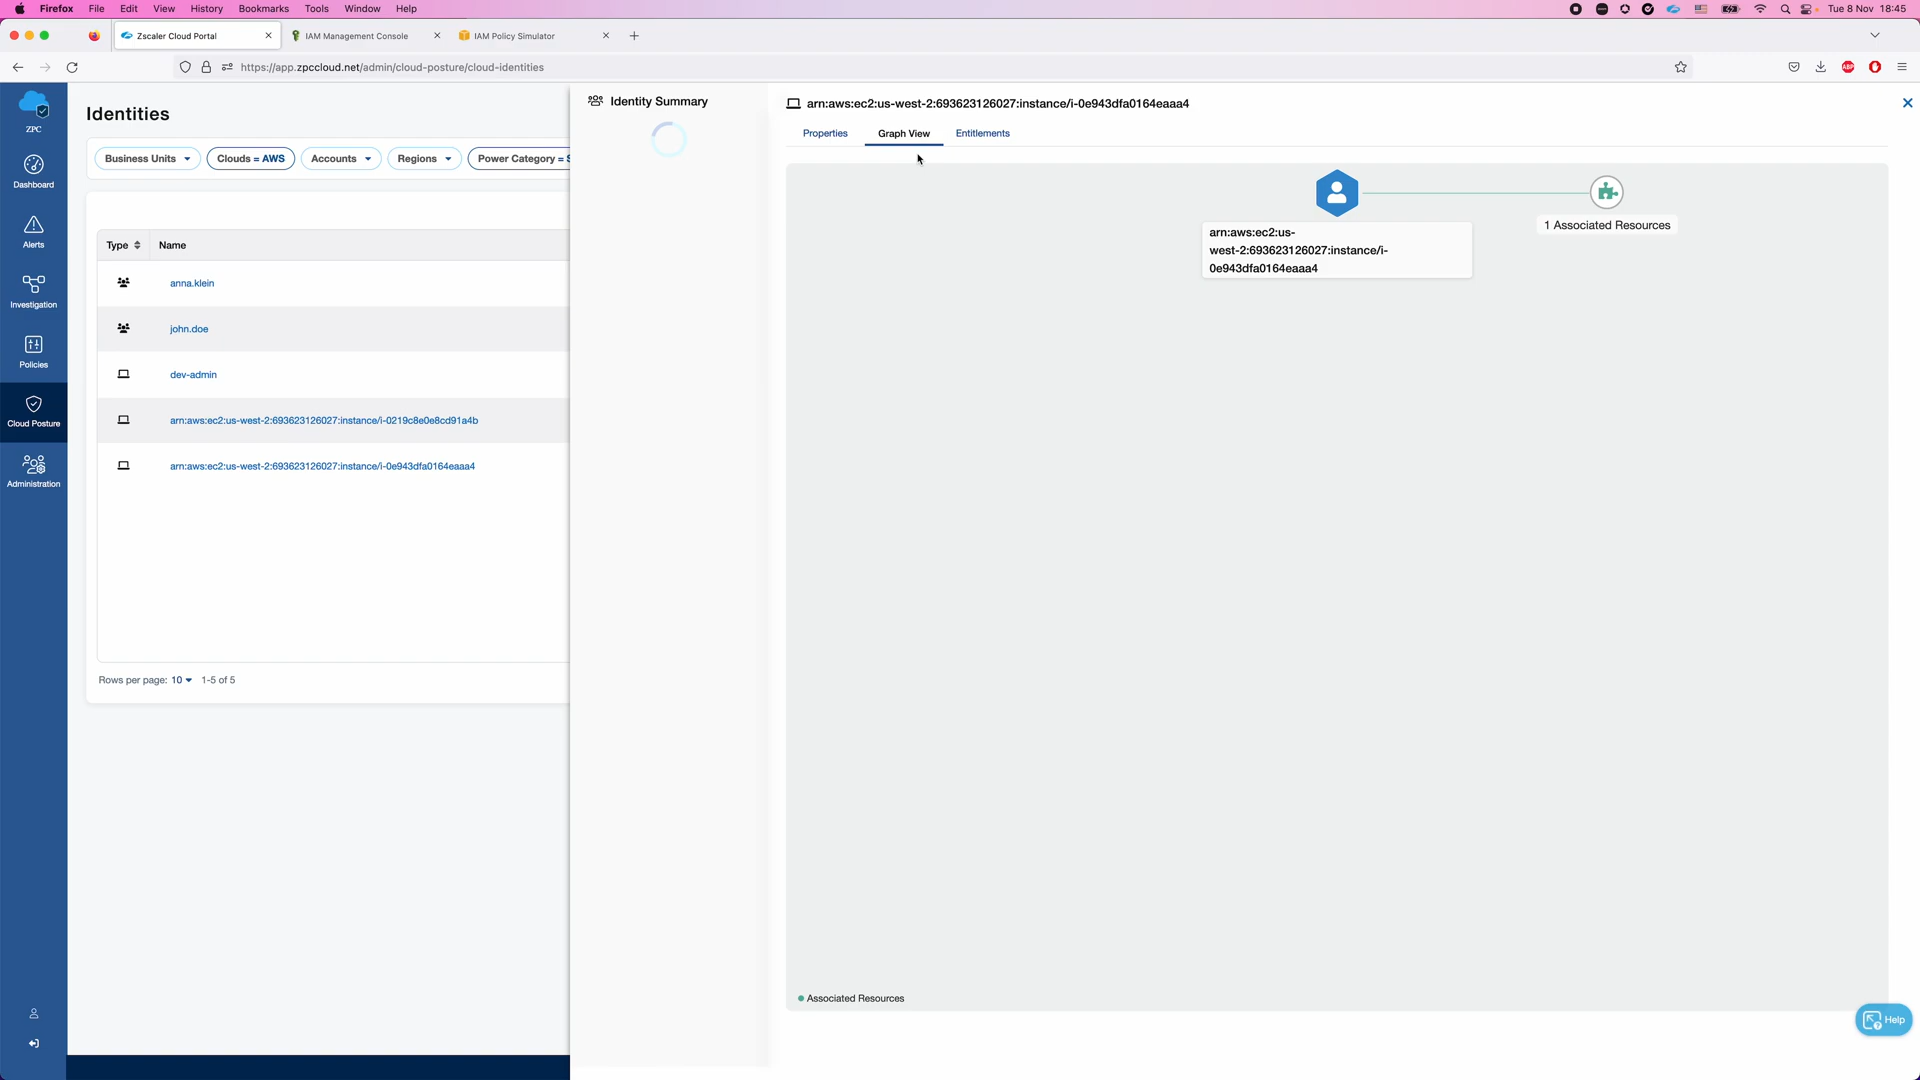 Firefox File Edit View History Bookmarks Tools Window Help Tue 8 Nov 18:45
Zscaler Cloud Portal IAM Management Console IAM Policy Simulator
https://app.zpccloud.net/admin/cloud-posture/cloud-identities
ABP
ZPC
Dashboard
Alerts
Investigation
Policies
Cloud Posture
Administration
Identities
Business Units Clouds = AWS Accounts Regions Power Category = S
Type Name
anna.klein
john.doe
dev-admin
arn:aws:ec2:us-west-2:693623126027:instance/i-0219c8e0e8cd91a4b
arn:aws:ec2:us-west-2:693623126027:instance/i-0e943dfa0164eaaa4
Rows per page: 10 1-5 of 5
Identity Summary
arn:aws:ec2:us-west-2:693623126027:instance/i-0e943dfa0164eaaa4
Properties Graph View Entitlements
arn:aws:ec2:us-
west-2:693623126027:instance/i-
0e943dfa0164eaaa4
1 Associated Resources
Associated Resources
Help